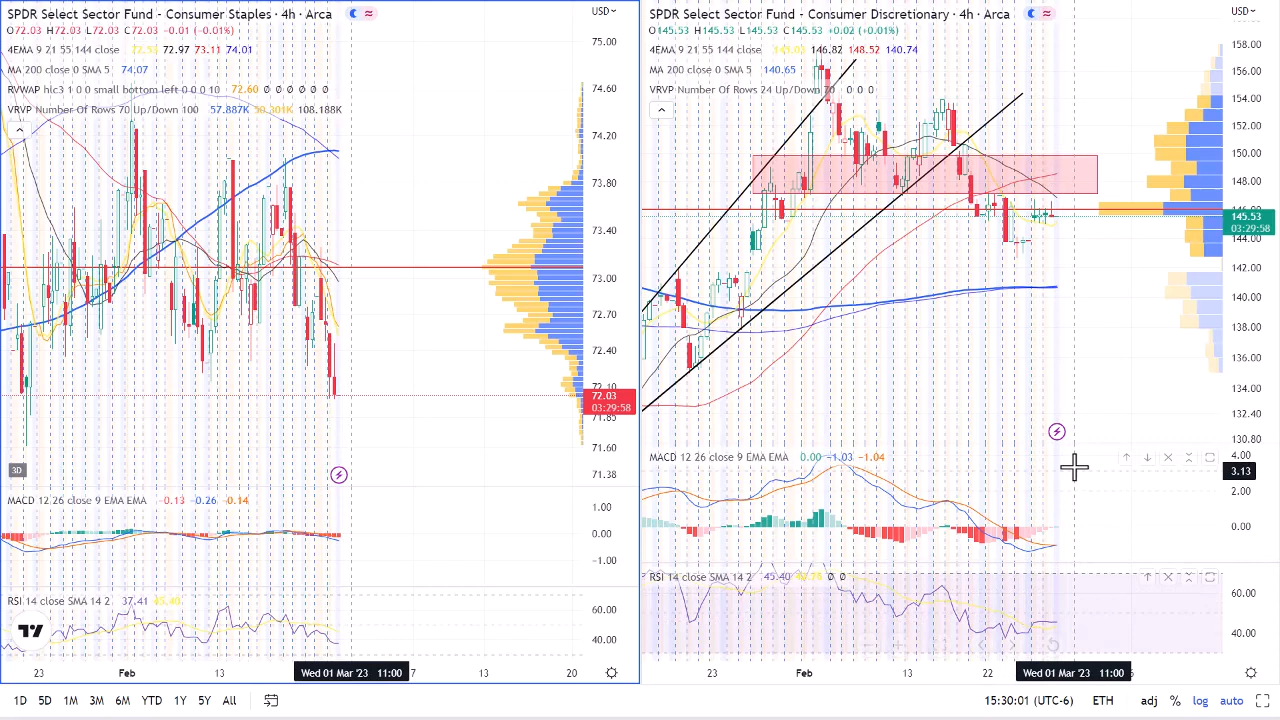 SPDR Select Sector Fund - Consumer Staples · 4h · Arca
USD
O72.03 H72.03 L72.03 C72.03 −0.01 (−0.01%)
4EMA 9 21 55 144 close 72.97 73.11 74.01
MA 200 close 0 SMA 5 74.07
RVWAP hlc3 1 0 0 small bottom left 0 0 0 10 72.60 Ø Ø Ø Ø Ø Ø
VRVP Number Of Rows 70 Up/Down 100 57.887K 50.301K 108.188K
75.00
74.60
74.20
73.80
73.40
73.00
72.70
72.40
72.10
72.03
03:29:58
71.85
71.60
71.38
3D
MACD 12 26 close 9 EMA EMA −0.13 −0.26 −0.14
1.00
0.00
−1.00
RSI 14 close SMA 14 2 37.41
60.00
40.00
23 Feb 13 Wed 01 Mar '23 11:00 7 13 20
SPDR Select Sector Fund - Consumer Discretionary · 4h · Arca
USD
O145.53 H145.53 L145.53 C145.53 +0.02 (+0.01%)
4EMA 9 21 55 144 close 146.82 148.52 140.74
MA 200 close 0 SMA 5 140.65
VRVP Number Of Rows 24 Up/Down 70 0 0 0
158.00
156.00
154.00
152.00
150.00
148.00
145.53
03:29:58
144.00
142.00
140.00
138.00
136.00
134.00
132.40
130.80
MACD 12 26 close 9 EMA EMA 0.00 −1.03 −1.04
4.00
3.13
2.00
0.00
RSI 14 close SMA 14 2 45.40 Ø Ø
60.00
40.00
23 Feb 13 22 Wed 01 Mar '23 11:00
1D 5D 1M 3M 6M YTD 1Y 5Y All
15:30:01 (UTC-6) ETH adj % log auto